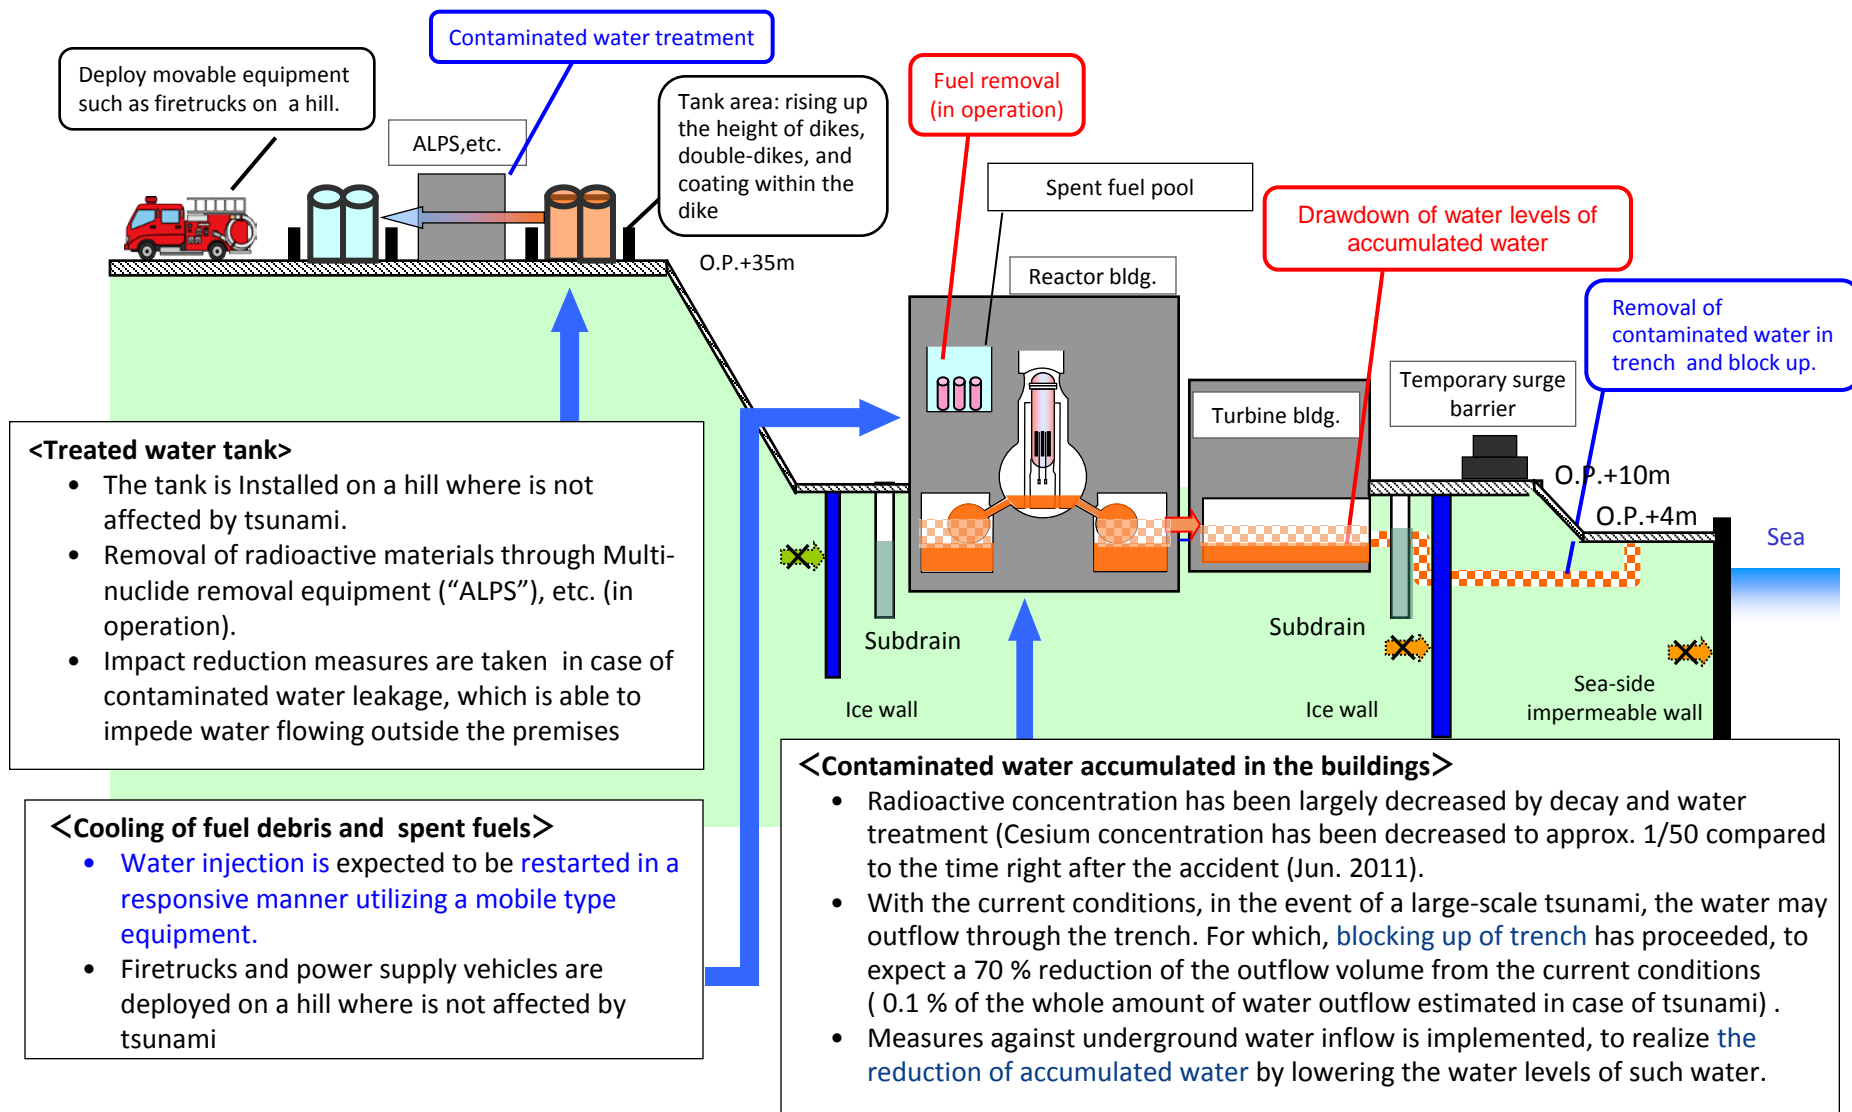 Contaminated water treatment
Deploy movable equipment
such as firetrucks on  a hill.
ALPS,etc.
Tank area: rising up
the height of dikes,
double-dikes, and
coating within the
dike
Fuel removal
(in operation)
Spent fuel pool
Drawdown of water levels of
accumulated water
O.P.+35m
Reactor bldg.
Removal of
contaminated water in
trench  and block up.
Temporary surge
barrier
Turbine bldg.
O.P.+10m
O.P.+4m
Sea
Subdrain
Subdrain
Ice wall
Ice wall
Sea-side
impermeable wall
<Treated water tank>
• The tank is Installed on a hill where is not
affected by tsunami.
• Removal of radioactive materials through Multi-
nuclide removal equipment (“ALPS”), etc. (in
operation).
• Impact reduction measures are taken  in case of
contaminated water leakage, which is able to
impede water flowing outside the premises
<Cooling of fuel debris and  spent fuels>
• Water injection is expected to be restarted in a
responsive manner utilizing a mobile type
equipment.
• Firetrucks and power supply vehicles are
deployed on a hill where is not affected by
tsunami
<Contaminated water accumulated in the buildings>
• Radioactive concentration has been largely decreased by decay and water
treatment (Cesium concentration has been decreased to approx. 1/50 compared
to the time right after the accident (Jun. 2011).
• With the current conditions, in the event of a large-scale tsunami, the water may
outflow through the trench. For which, blocking up of trench has proceeded, to
expect a 70 % reduction of the outflow volume from the current conditions
( 0.1 % of the whole amount of water outflow estimated in case of tsunami) .
• Measures against underground water inflow is implemented, to realize the
reduction of accumulated water by lowering the water levels of such water.